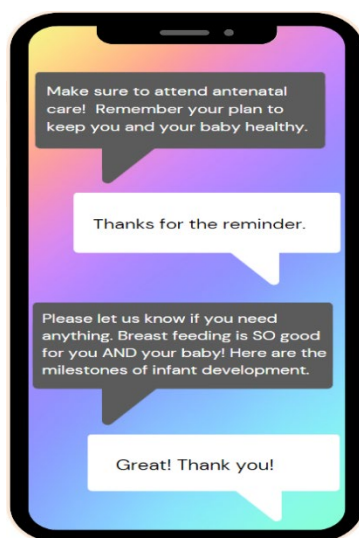 Make sure to attend antenatal
care! Remember your plan to
keep you and your baby healthy.
Thanks for the reminder.
Please let us know if you need
anything. Breast feeding is SO good
for you AND your baby! Here are the
milestones of infant development.
Great! Thank you!